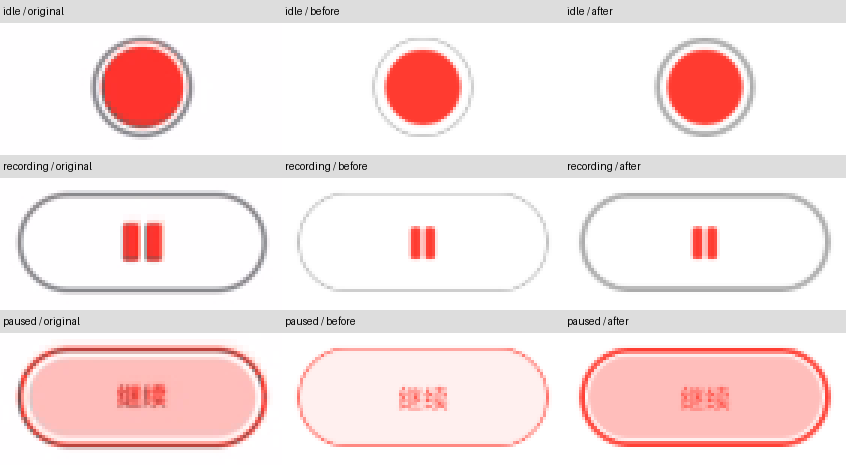 idle / original
idle / before
idle / after
recording / original
recording / before
recording / after
paused / original
paused / before
paused / after
继续
继续
继续